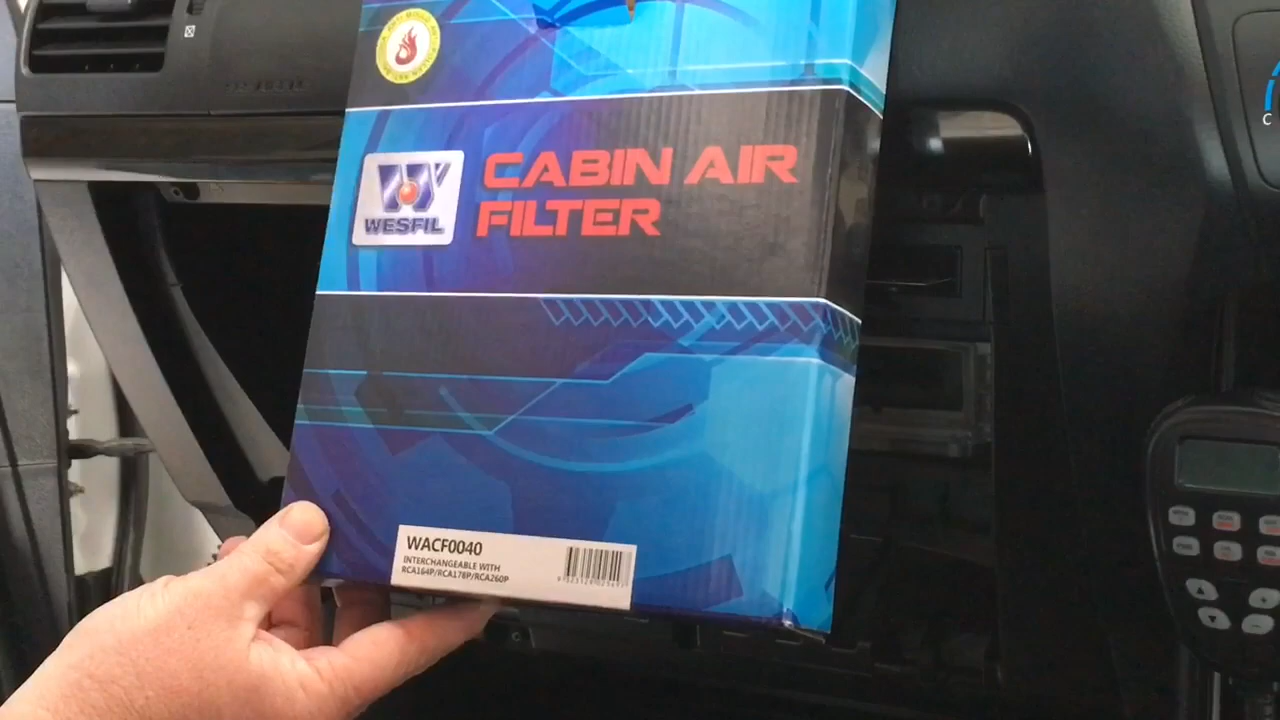 CABIN AIR
FILTER
WESFIL
WACF0040
INTERCHANGEABLE WITH
RCA164P/RCA178P/RCA260P
C